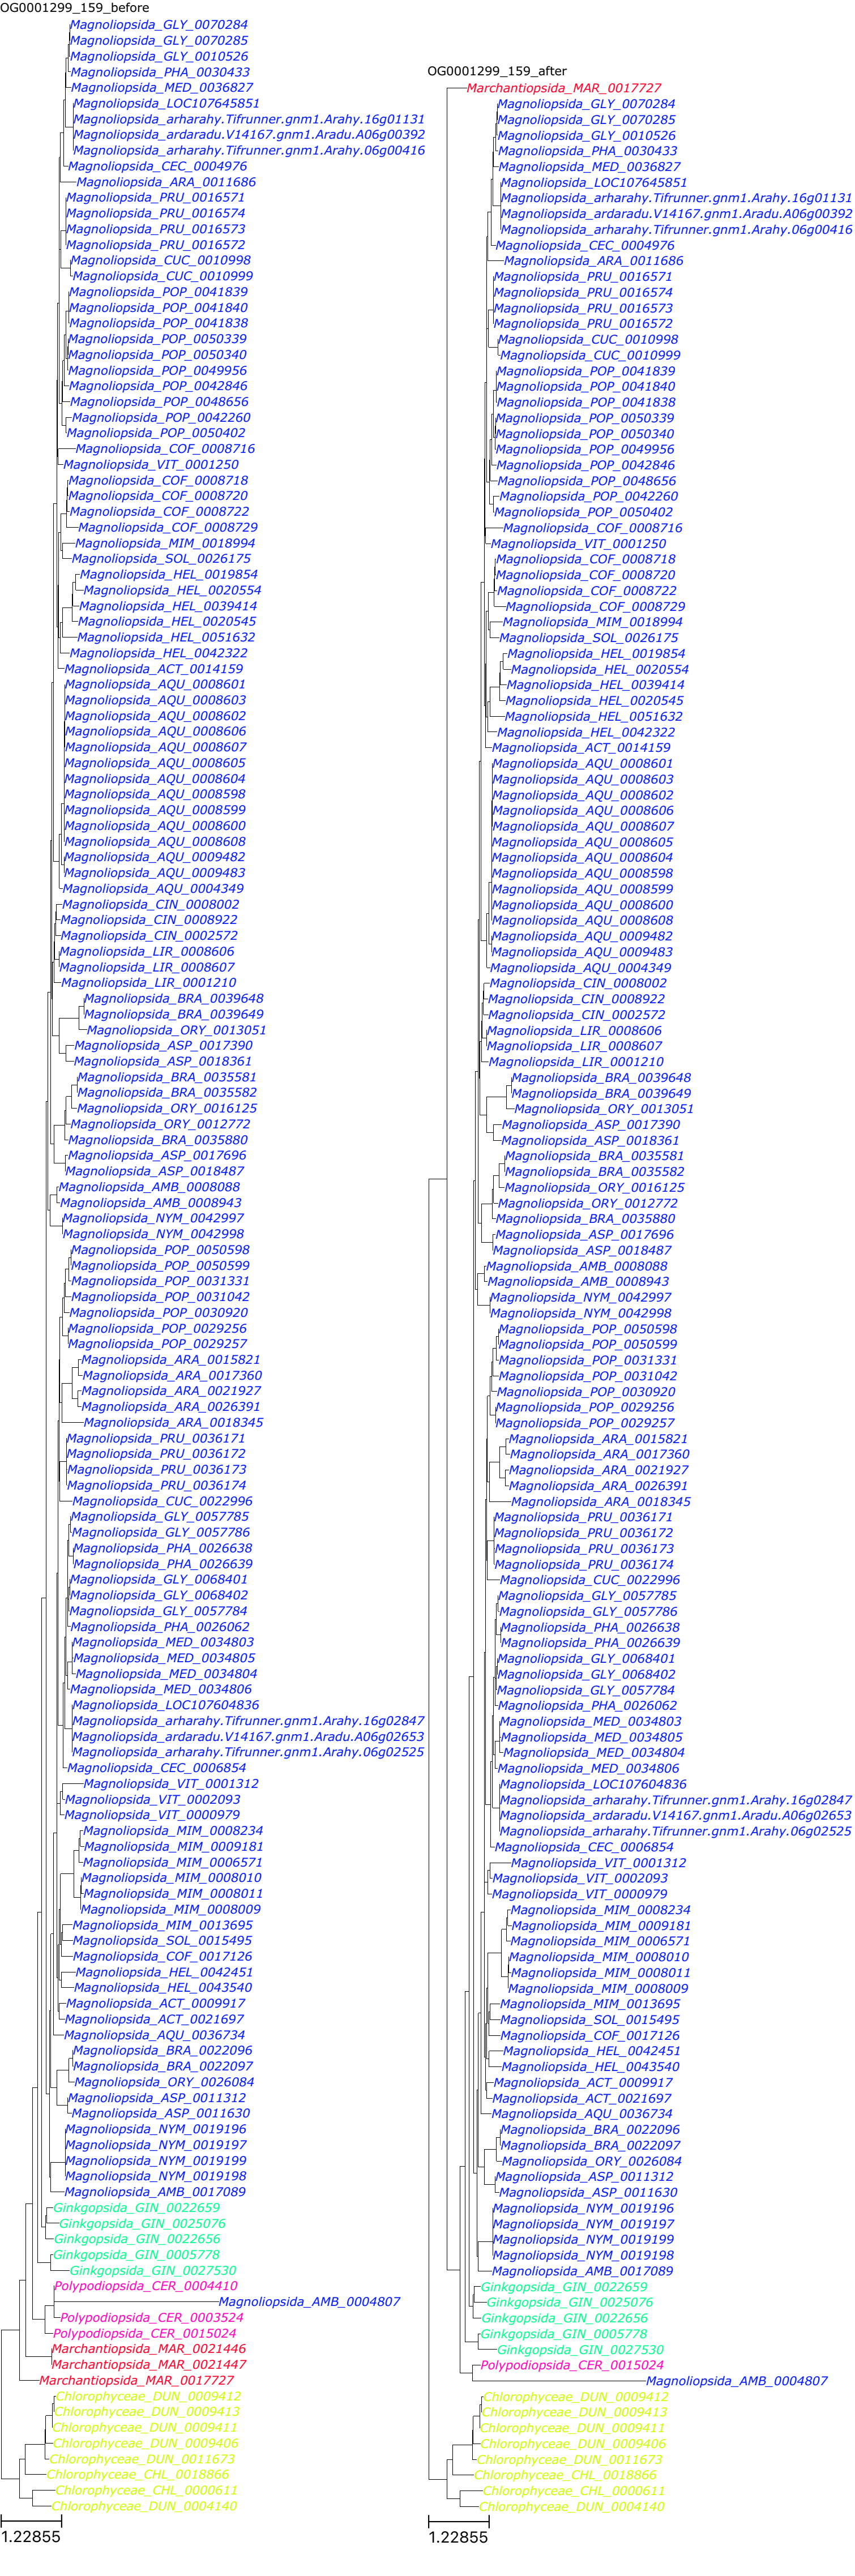 OG0001299_159_before
Magnoliopsida_GLY_0070284
Magnoliopsida_GLY_0070285
Magnoliopsida_GLY_0010526
Magnoliopsida_PHA_0030433
Magnoliopsida_MED_0036827
Magnoliopsida_LOC107645851
Magnoliopsida_arharahy.Tifrunner.gnm1.Arahy.16g01131
Magnoliopsida_ardaradu.V14167.gnm1.Aradu.A06g00392
Magnoliopsida_arharahy.Tifrunner.gnm1.Arahy.06g00416
Magnoliopsida_CEC_0004976
Magnoliopsida_ARA_0011686
Magnoliopsida_PRU_0016571
Magnoliopsida_PRU_0016574
Magnoliopsida_PRU_0016573
Magnoliopsida_PRU_0016572
Magnoliopsida_CUC_0010998
Magnoliopsida_CUC_0010999
Magnoliopsida_POP_0041839
Magnoliopsida_POP_0041840
Magnoliopsida_POP_0041838
Magnoliopsida_POP_0050339
Magnoliopsida_POP_0050340
Magnoliopsida_POP_0049956
Magnoliopsida_POP_0042846
Magnoliopsida_POP_0048656
Magnoliopsida_POP_0042260
Magnoliopsida_POP_0050402
Magnoliopsida_COF_0008716
Magnoliopsida_VIT_0001250
Magnoliopsida_COF_0008718
Magnoliopsida_COF_0008720
Magnoliopsida_COF_0008722
Magnoliopsida_COF_0008729
Magnoliopsida_MIM_0018994
Magnoliopsida_SOL_0026175
Magnoliopsida_HEL_0019854
Magnoliopsida_HEL_0020554
Magnoliopsida_HEL_0039414
Magnoliopsida_HEL_0020545
Magnoliopsida_HEL_0051632
Magnoliopsida_HEL_0042322
Magnoliopsida_ACT_0014159
Magnoliopsida_AQU_0008601
Magnoliopsida_AQU_0008603
Magnoliopsida_AQU_0008602
Magnoliopsida_AQU_0008606
Magnoliopsida_AQU_0008607
Magnoliopsida_AQU_0008605
Magnoliopsida_AQU_0008604
Magnoliopsida_AQU_0008598
Magnoliopsida_AQU_0008599
Magnoliopsida_AQU_0008600
Magnoliopsida_AQU_0008608
Magnoliopsida_AQU_0009482
Magnoliopsida_AQU_0009483
Magnoliopsida_AQU_0004349
Magnoliopsida_CIN_0008002
Magnoliopsida_CIN_0008922
Magnoliopsida_CIN_0002572
Magnoliopsida_LIR_0008606
Magnoliopsida_LIR_0008607
Magnoliopsida_LIR_0001210
Magnoliopsida_BRA_0039648
Magnoliopsida_BRA_0039649
Magnoliopsida_ORY_0013051
Magnoliopsida_ASP_0017390
Magnoliopsida_ASP_0018361
Magnoliopsida_BRA_0035581
Magnoliopsida_BRA_0035582
Magnoliopsida_ORY_0016125
Magnoliopsida_ORY_0012772
Magnoliopsida_BRA_0035880
Magnoliopsida_ASP_0017696
Magnoliopsida_ASP_0018487
Magnoliopsida_AMB_0008088
Magnoliopsida_AMB_0008943
Magnoliopsida_NYM_0042997
Magnoliopsida_NYM_0042998
Magnoliopsida_POP_0050598
Magnoliopsida_POP_0050599
Magnoliopsida_POP_0031331
Magnoliopsida_POP_0031042
Magnoliopsida_POP_0030920
Magnoliopsida_POP_0029256
Magnoliopsida_POP_0029257
Magnoliopsida_ARA_0015821
Magnoliopsida_ARA_0017360
Magnoliopsida_ARA_0021927
Magnoliopsida_ARA_0026391
Magnoliopsida_ARA_0018345
Magnoliopsida_PRU_0036171
Magnoliopsida_PRU_0036172
Magnoliopsida_PRU_0036173
Magnoliopsida_PRU_0036174
Magnoliopsida_CUC_0022996
Magnoliopsida_GLY_0057785
Magnoliopsida_GLY_0057786
Magnoliopsida_PHA_0026638
Magnoliopsida_PHA_0026639
Magnoliopsida_GLY_0068401
Magnoliopsida_GLY_0068402
Magnoliopsida_GLY_0057784
Magnoliopsida_PHA_0026062
Magnoliopsida_MED_0034803
Magnoliopsida_MED_0034805
Magnoliopsida_MED_0034804
Magnoliopsida_MED_0034806
Magnoliopsida_LOC107604836
Magnoliopsida_arharahy.Tifrunner.gnm1.Arahy.16g02847
Magnoliopsida_ardaradu.V14167.gnm1.Aradu.A06g02653
Magnoliopsida_arharahy.Tifrunner.gnm1.Arahy.06g02525
Magnoliopsida_CEC_0006854
Magnoliopsida_VIT_0001312
Magnoliopsida_VIT_0002093
Magnoliopsida_VIT_0000979
Magnoliopsida_MIM_0008234
Magnoliopsida_MIM_0009181
Magnoliopsida_MIM_0006571
Magnoliopsida_MIM_0008010
Magnoliopsida_MIM_0008011
Magnoliopsida_MIM_0008009
Magnoliopsida_MIM_0013695
Magnoliopsida_SOL_0015495
Magnoliopsida_COF_0017126
Magnoliopsida_HEL_0042451
Magnoliopsida_HEL_0043540
Magnoliopsida_ACT_0009917
Magnoliopsida_ACT_0021697
Magnoliopsida_AQU_0036734
Magnoliopsida_BRA_0022096
Magnoliopsida_BRA_0022097
Magnoliopsida_ORY_0026084
Magnoliopsida_ASP_0011312
Magnoliopsida_ASP_0011630
Magnoliopsida_NYM_0019196
Magnoliopsida_NYM_0019197
Magnoliopsida_NYM_0019199
Magnoliopsida_NYM_0019198
Magnoliopsida_AMB_0017089
Ginkgopsida_GIN_0022659
Ginkgopsida_GIN_0025076
Ginkgopsida_GIN_0022656
Ginkgopsida_GIN_0005778
Ginkgopsida_GIN_0027530
Polypodiopsida_CER_0004410
Magnoliopsida_AMB_0004807
Polypodiopsida_CER_0003524
Polypodiopsida_CER_0015024
Marchantiopsida_MAR_0021446
Marchantiopsida_MAR_0021447
Marchantiopsida_MAR_0017727
Chlorophyceae_DUN_0009412
Chlorophyceae_DUN_0009413
Chlorophyceae_DUN_0009411
Chlorophyceae_DUN_0009406
Chlorophyceae_DUN_0011673
Chlorophyceae_CHL_0018866
Chlorophyceae_CHL_0000611
Chlorophyceae_DUN_0004140
1.22855
OG0001299_159_after
Marchantiopsida_MAR_0017727
Magnoliopsida_GLY_0070284
Magnoliopsida_GLY_0070285
Magnoliopsida_GLY_0010526
Magnoliopsida_PHA_0030433
Magnoliopsida_MED_0036827
Magnoliopsida_LOC107645851
Magnoliopsida_arharahy.Tifrunner.gnm1.Arahy.16g01131
Magnoliopsida_ardaradu.V14167.gnm1.Aradu.A06g00392
Magnoliopsida_arharahy.Tifrunner.gnm1.Arahy.06g00416
Magnoliopsida_CEC_0004976
Magnoliopsida_ARA_0011686
Magnoliopsida_PRU_0016571
Magnoliopsida_PRU_0016574
Magnoliopsida_PRU_0016573
Magnoliopsida_PRU_0016572
Magnoliopsida_CUC_0010998
Magnoliopsida_CUC_0010999
Magnoliopsida_POP_0041839
Magnoliopsida_POP_0041840
Magnoliopsida_POP_0041838
Magnoliopsida_POP_0050339
Magnoliopsida_POP_0050340
Magnoliopsida_POP_0049956
Magnoliopsida_POP_0042846
Magnoliopsida_POP_0048656
Magnoliopsida_POP_0042260
Magnoliopsida_POP_0050402
Magnoliopsida_COF_0008716
Magnoliopsida_VIT_0001250
Magnoliopsida_COF_0008718
Magnoliopsida_COF_0008720
Magnoliopsida_COF_0008722
Magnoliopsida_COF_0008729
Magnoliopsida_MIM_0018994
Magnoliopsida_SOL_0026175
Magnoliopsida_HEL_0019854
Magnoliopsida_HEL_0020554
Magnoliopsida_HEL_0039414
Magnoliopsida_HEL_0020545
Magnoliopsida_HEL_0051632
Magnoliopsida_HEL_0042322
Magnoliopsida_ACT_0014159
Magnoliopsida_AQU_0008601
Magnoliopsida_AQU_0008603
Magnoliopsida_AQU_0008602
Magnoliopsida_AQU_0008606
Magnoliopsida_AQU_0008607
Magnoliopsida_AQU_0008605
Magnoliopsida_AQU_0008604
Magnoliopsida_AQU_0008598
Magnoliopsida_AQU_0008599
Magnoliopsida_AQU_0008600
Magnoliopsida_AQU_0008608
Magnoliopsida_AQU_0009482
Magnoliopsida_AQU_0009483
Magnoliopsida_AQU_0004349
Magnoliopsida_CIN_0008002
Magnoliopsida_CIN_0008922
Magnoliopsida_CIN_0002572
Magnoliopsida_LIR_0008606
Magnoliopsida_LIR_0008607
Magnoliopsida_LIR_0001210
Magnoliopsida_BRA_0039648
Magnoliopsida_BRA_0039649
Magnoliopsida_ORY_0013051
Magnoliopsida_ASP_0017390
Magnoliopsida_ASP_0018361
Magnoliopsida_BRA_0035581
Magnoliopsida_BRA_0035582
Magnoliopsida_ORY_0016125
Magnoliopsida_ORY_0012772
Magnoliopsida_BRA_0035880
Magnoliopsida_ASP_0017696
Magnoliopsida_ASP_0018487
Magnoliopsida_AMB_0008088
Magnoliopsida_AMB_0008943
Magnoliopsida_NYM_0042997
Magnoliopsida_NYM_0042998
Magnoliopsida_POP_0050598
Magnoliopsida_POP_0050599
Magnoliopsida_POP_0031331
Magnoliopsida_POP_0031042
Magnoliopsida_POP_0030920
Magnoliopsida_POP_0029256
Magnoliopsida_POP_0029257
Magnoliopsida_ARA_0015821
Magnoliopsida_ARA_0017360
Magnoliopsida_ARA_0021927
Magnoliopsida_ARA_0026391
Magnoliopsida_ARA_0018345
Magnoliopsida_PRU_0036171
Magnoliopsida_PRU_0036172
Magnoliopsida_PRU_0036173
Magnoliopsida_PRU_0036174
Magnoliopsida_CUC_0022996
Magnoliopsida_GLY_0057785
Magnoliopsida_GLY_0057786
Magnoliopsida_PHA_0026638
Magnoliopsida_PHA_0026639
Magnoliopsida_GLY_0068401
Magnoliopsida_GLY_0068402
Magnoliopsida_GLY_0057784
Magnoliopsida_PHA_0026062
Magnoliopsida_MED_0034803
Magnoliopsida_MED_0034805
Magnoliopsida_MED_0034804
Magnoliopsida_MED_0034806
Magnoliopsida_LOC107604836
Magnoliopsida_arharahy.Tifrunner.gnm1.Arahy.16g02847
Magnoliopsida_ardaradu.V14167.gnm1.Aradu.A06g02653
Magnoliopsida_arharahy.Tifrunner.gnm1.Arahy.06g02525
Magnoliopsida_CEC_0006854
Magnoliopsida_VIT_0001312
Magnoliopsida_VIT_0002093
Magnoliopsida_VIT_0000979
Magnoliopsida_MIM_0008234
Magnoliopsida_MIM_0009181
Magnoliopsida_MIM_0006571
Magnoliopsida_MIM_0008010
Magnoliopsida_MIM_0008011
Magnoliopsida_MIM_0008009
Magnoliopsida_MIM_0013695
Magnoliopsida_SOL_0015495
Magnoliopsida_COF_0017126
Magnoliopsida_HEL_0042451
Magnoliopsida_HEL_0043540
Magnoliopsida_ACT_0009917
Magnoliopsida_ACT_0021697
Magnoliopsida_AQU_0036734
Magnoliopsida_BRA_0022096
Magnoliopsida_BRA_0022097
Magnoliopsida_ORY_0026084
Magnoliopsida_ASP_0011312
Magnoliopsida_ASP_0011630
Magnoliopsida_NYM_0019196
Magnoliopsida_NYM_0019197
Magnoliopsida_NYM_0019199
Magnoliopsida_NYM_0019198
Magnoliopsida_AMB_0017089
Ginkgopsida_GIN_0022659
Ginkgopsida_GIN_0025076
Ginkgopsida_GIN_0022656
Ginkgopsida_GIN_0005778
Ginkgopsida_GIN_0027530
Polypodiopsida_CER_0015024
Magnoliopsida_AMB_0004807
Chlorophyceae_DUN_0009412
Chlorophyceae_DUN_0009413
Chlorophyceae_DUN_0009411
Chlorophyceae_DUN_0009406
Chlorophyceae_DUN_0011673
Chlorophyceae_CHL_0018866
Chlorophyceae_CHL_0000611
Chlorophyceae_DUN_0004140
1.22855